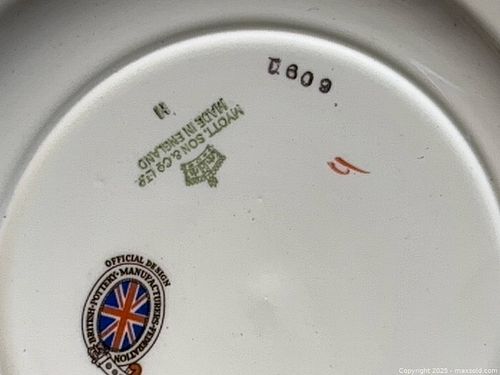 D609
MYOTT, SON & Co LTD.
MADE IN ENGLAND
OFFICIAL DESIGN
BRITISH·POTTERY·MANUFACTURERS·FEDERATION
Copyright 2025 - maxsold.com